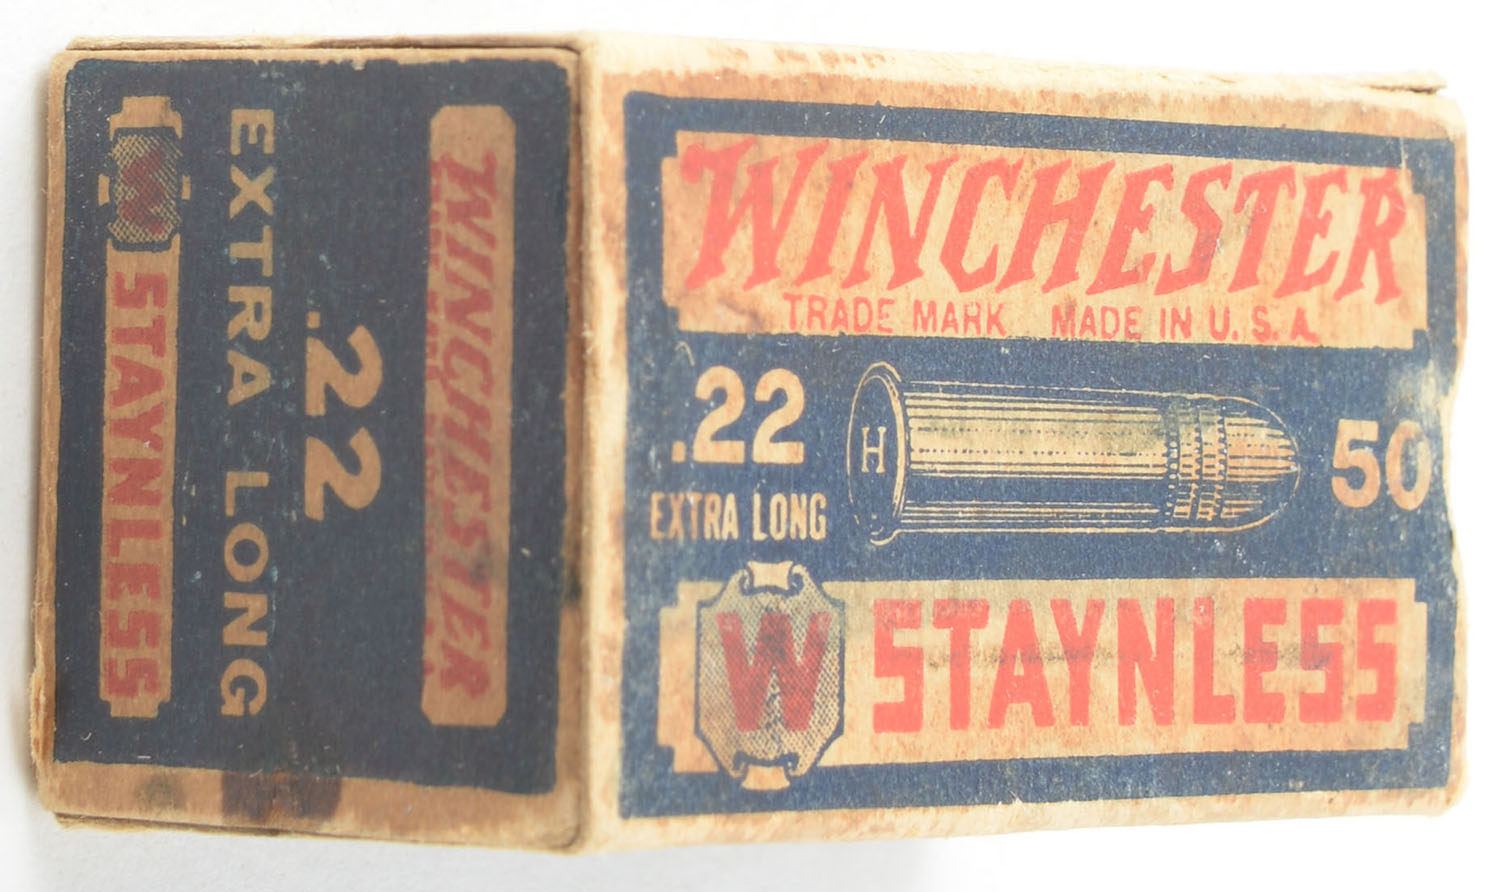 WINCHESTER
TRADE MARK MADE IN U. S. A.
.22
EXTRA LONG
H
50
W
STAYNLESS
WINCHESTER
.22
EXTRA LONG
W
STAYNLESS